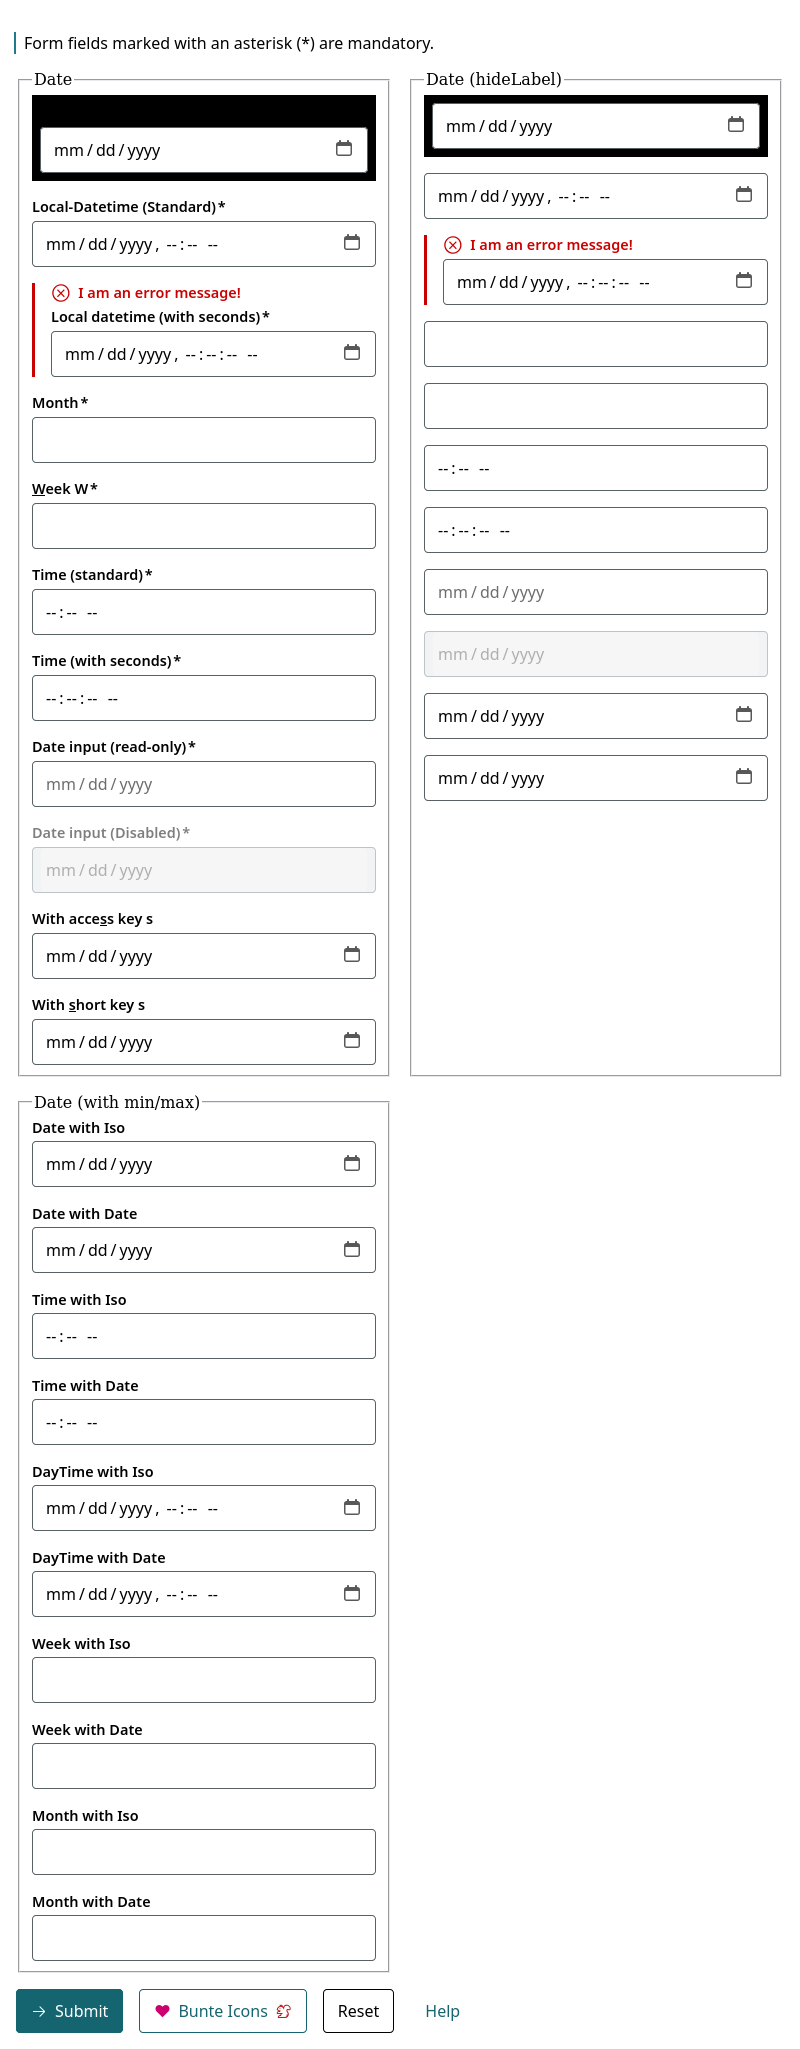 Form fields marked with an asterisk (*) are mandatory.
Date
mm/dd/yyyy
Local-Datetime (Standard)*
mm/dd/yyyy, --:-- --
I am an error message!
Local datetime (with seconds)*
mm/dd/yyyy, --:--:-- --
Month*
Week W*
Time (standard)*
--:-- --
Time (with seconds)*
--:--:-- --
Date input (read-only)*
mm/dd/yyyy
Date input (Disabled)*
mm/dd/yyyy
With access key s
mm/dd/yyyy
With short key s
mm/dd/yyyy
Date (hideLabel)
mm/dd/yyyy
mm/dd/yyyy, --:-- --
I am an error message!
mm/dd/yyyy, --:--:-- --
--:-- --
--:--:-- --
mm/dd/yyyy
mm/dd/yyyy
mm/dd/yyyy
mm/dd/yyyy
Date (with min/max)
Date with Iso
mm/dd/yyyy
Date with Date
mm/dd/yyyy
Time with Iso
--:-- --
Time with Date
--:-- --
DayTime with Iso
mm/dd/yyyy, --:-- --
DayTime with Date
mm/dd/yyyy, --:-- --
Week with Iso
Week with Date
Month with Iso
Month with Date
Submit
Bunte Icons
Reset
Help